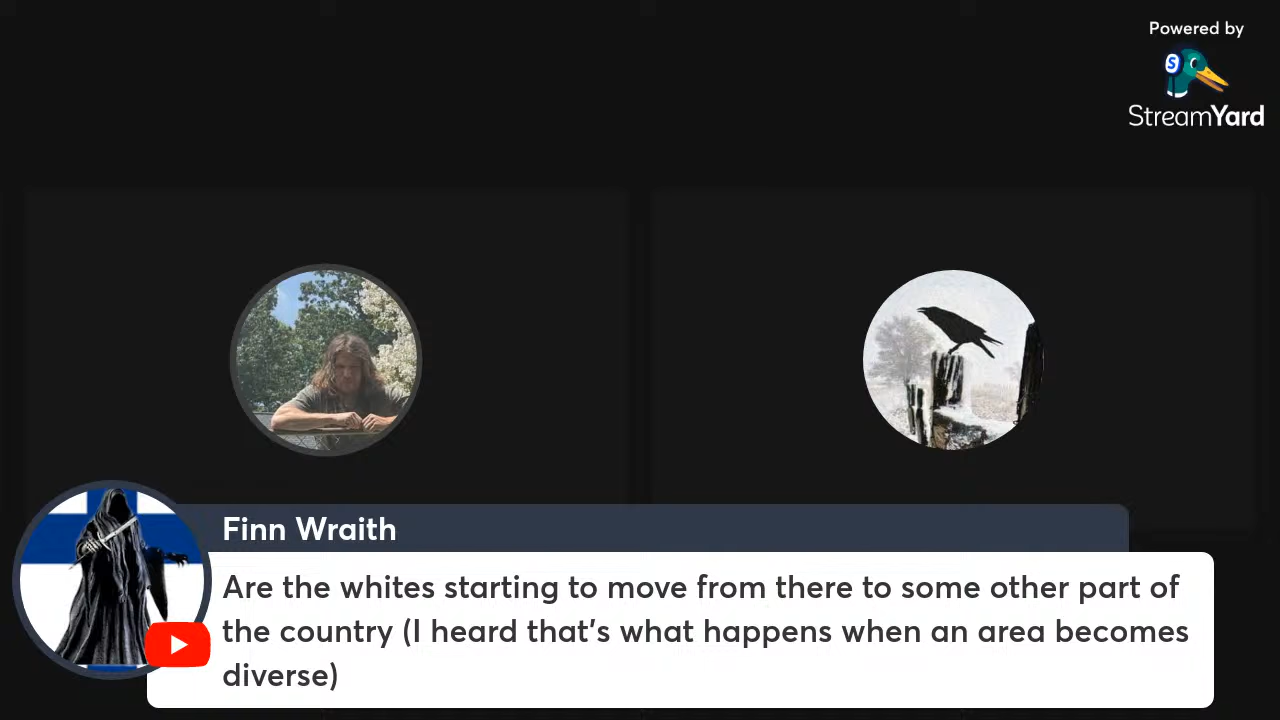 Powered by
S
StreamYard
Finn Wraith
Are the whites starting to move from there to some other part of
the country (I heard that's what happens when an area becomes
diverse)